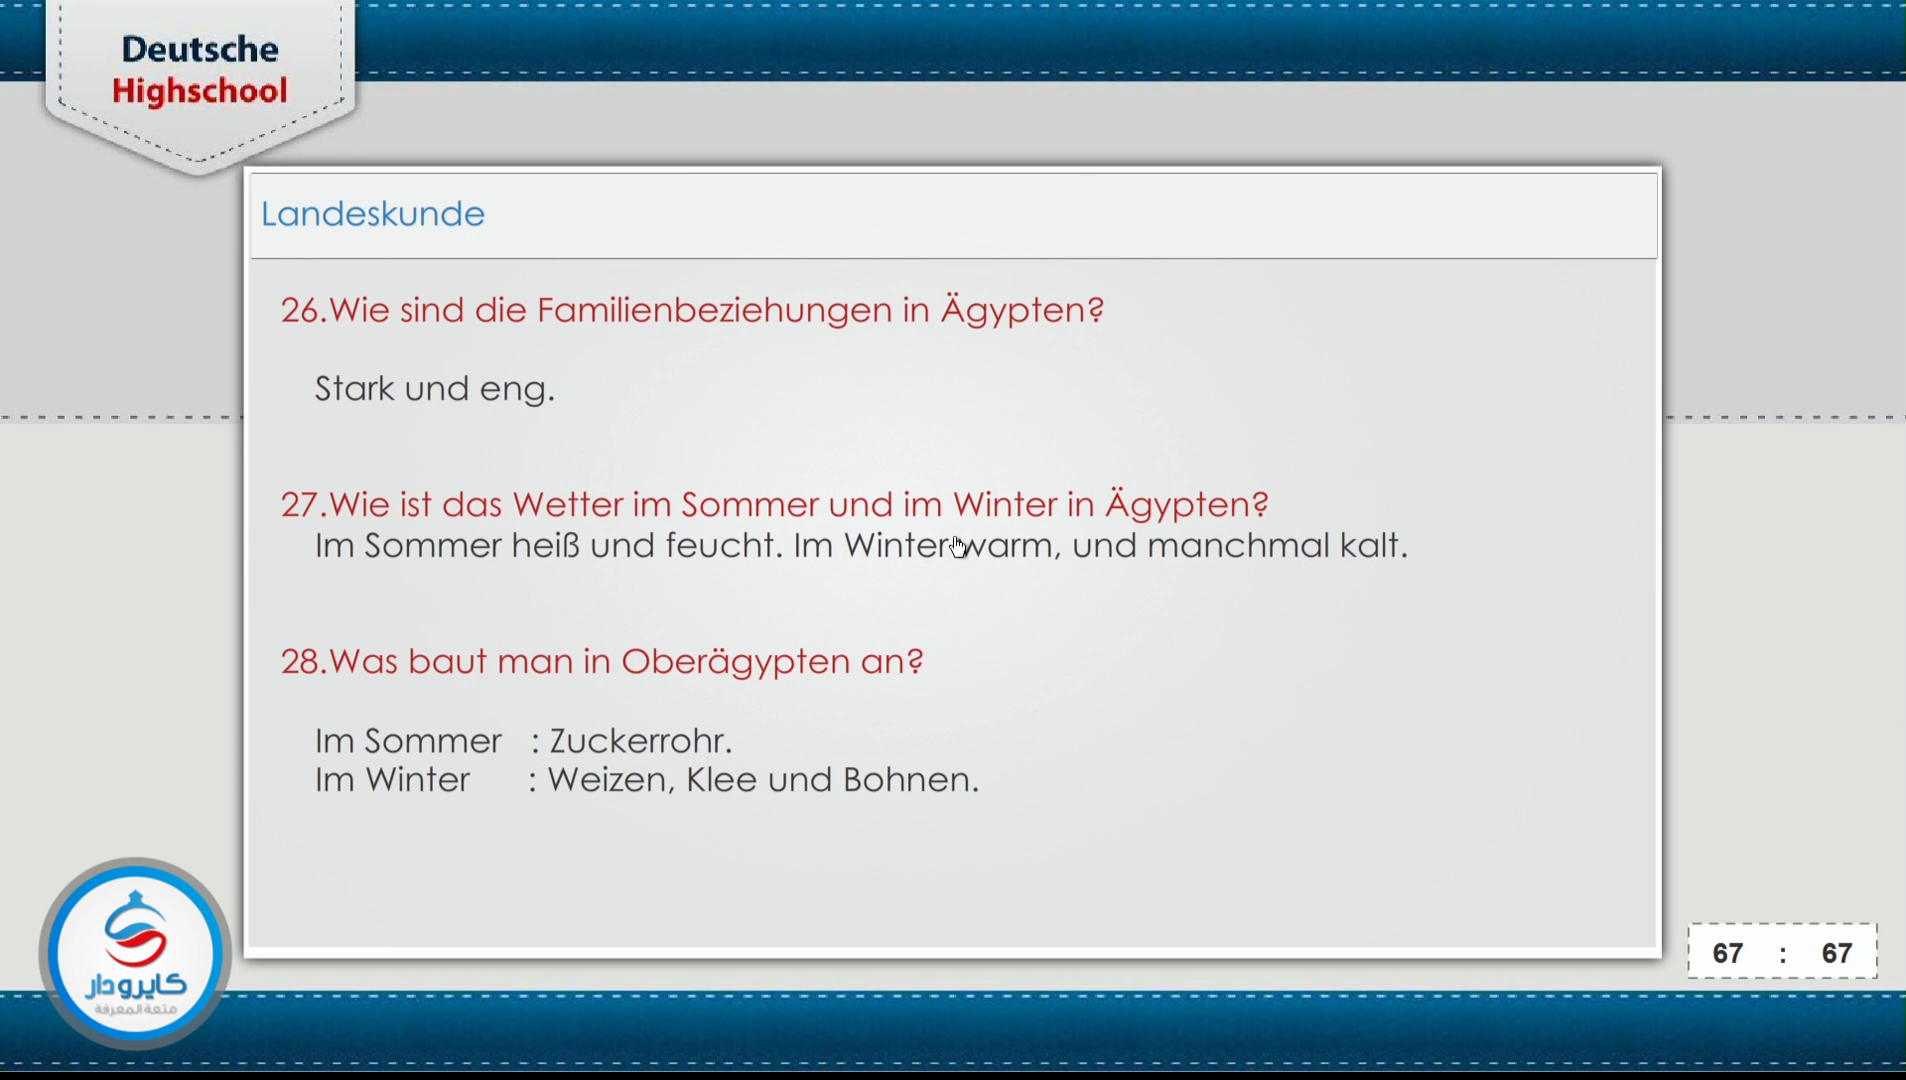 Deutsche
Highschool
Landeskunde
26.Wie sind die Familienbeziehungen in Ägypten?
Stark und eng.
27.Wie ist das Wetter im Sommer und im Winter in Ägypten?
Im Sommer heiß und feucht. Im Winter warm, und manchmal kalt.
28.Was baut man in Oberägypten an?
Im Sommer : Zuckerrohr.
Im Winter : Weizen, Klee und Bohnen.
كايرودار
متعة المعرفة
67 : 67